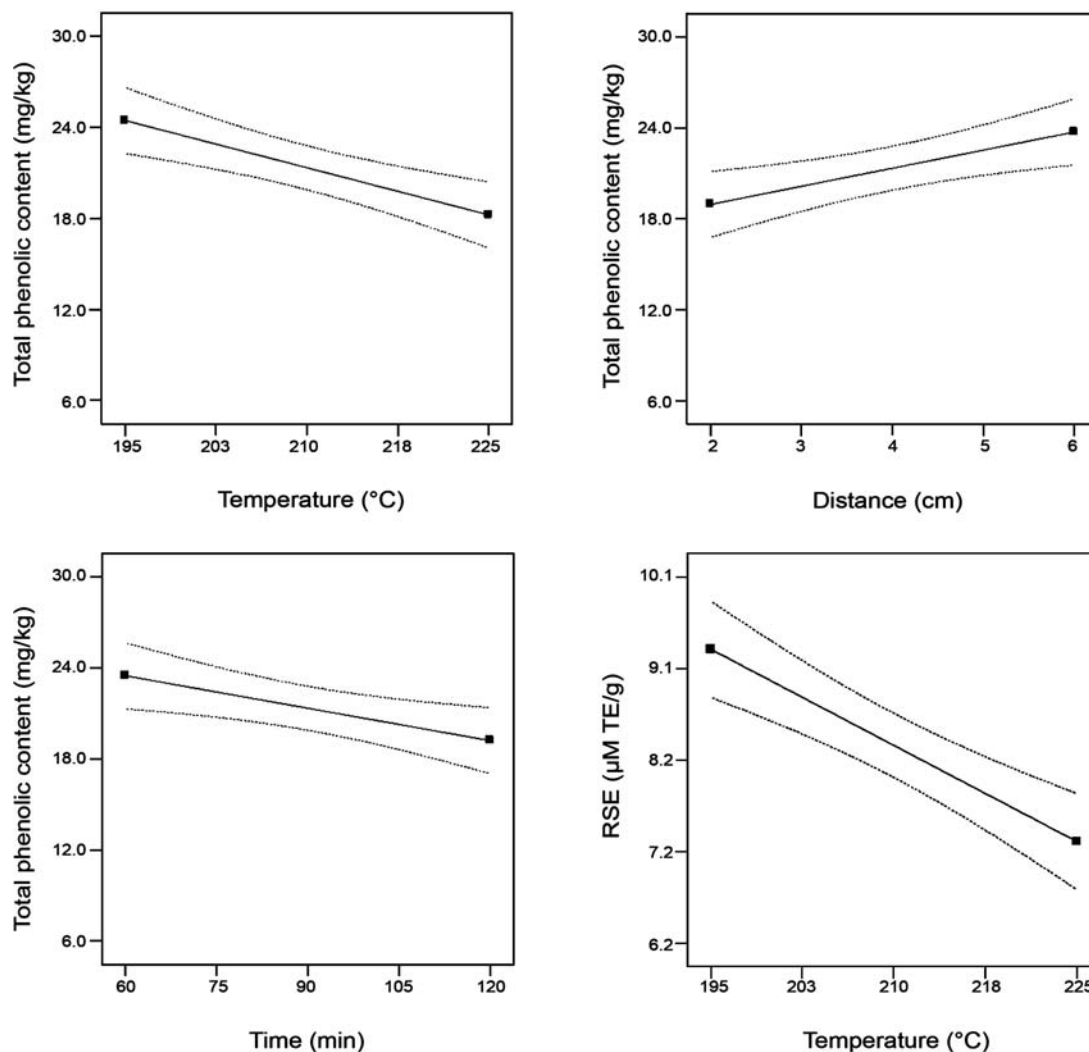 Total phenolic content (mg/kg)
30.0
24.0
18.0
12.0
6.0
195 203 210 218 225
Temperature (°C)
Total phenolic content (mg/kg)
30.0
24.0
18.0
12.0
6.0
2 3 4 5 6
Distance (cm)
Total phenolic content (mg/kg)
30.0
24.0
18.0
12.0
6.0
60 75 90 105 120
Time (min)
RSE (µM TE/g)
10.1
9.1
8.2
7.2
6.2
195 203 210 218 225
Temperature (°C)